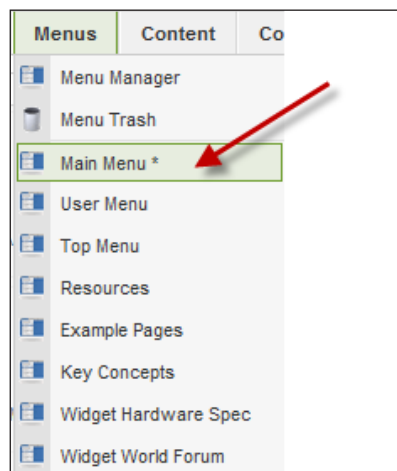 Menus Content Co
Menu Manager
Menu Trash
Main Menu *
User Menu
Top Menu
Resources
Example Pages
Key Concepts
Widget Hardware Spec
Widget World Forum